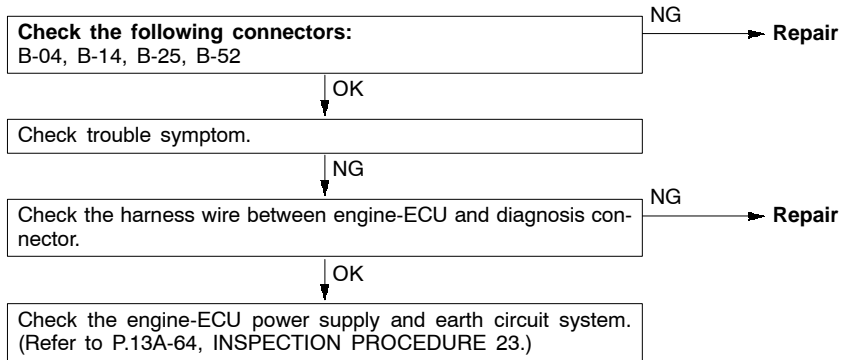 Check the following connectors:
B-04, B-14, B-25, B-52
NG
Repair
OK
Check trouble symptom.
NG
Check the harness wire between engine-ECU and diagnosis con-
nector.
NG
Repair
OK
Check the engine-ECU power supply and earth circuit system.
(Refer to P.13A-64, INSPECTION PROCEDURE 23.)